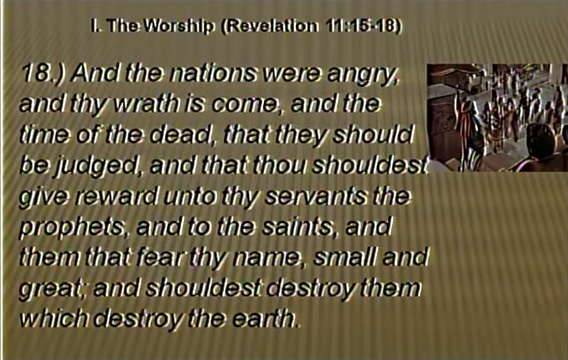 I. The Worship (Revelation 11:15-18)
18.) And the nations were angry,
and thy wrath is come, and the
time of the dead, that they should
be judged, and that thou shouldest
give reward unto thy servants the
prophets, and to the saints, and
them that fear thy name, small and
great; and shouldest destroy them
which destroy the earth.